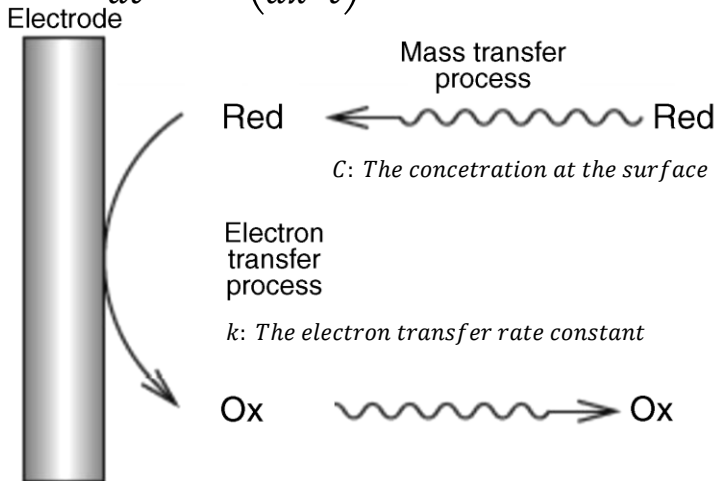 Electrode
Mass transfer
process
Red
Red
C: The concetration at the surface
Electron
transfer
process
k: The electron transfer rate constant
Ox
Ox